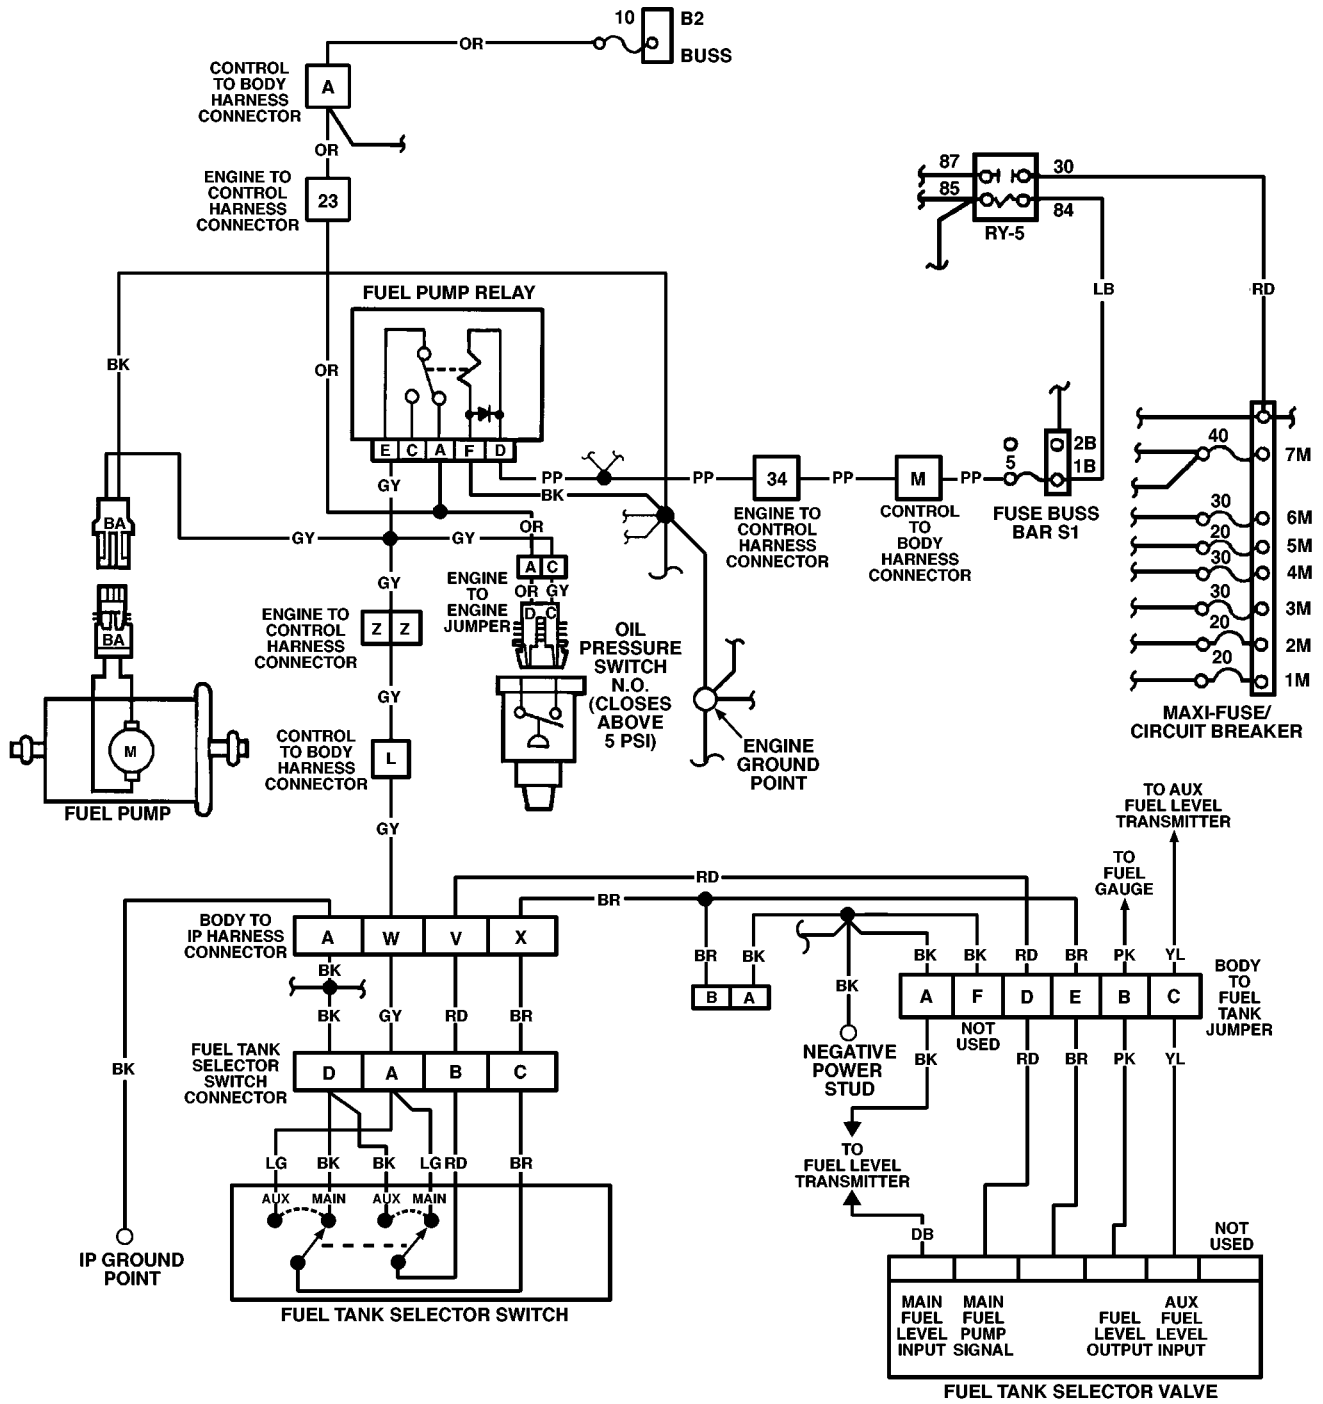 10 B2
BUSS
OR
CONTROL
TO BODY
HARNESS
CONNECTOR
A
OR
ENGINE TO
CONTROL
HARNESS
CONNECTOR
23
87 30
85 84
RY-5
LB
RD
FUEL PUMP RELAY
BK
OR
E C A F D
GY
PP
BK
PP
34
PP
M
PP
5
2B
1B
FUSE BUSS
BAR S1
ENGINE TO
CONTROL
HARNESS
CONNECTOR
CONTROL
TO
BODY
HARNESS
CONNECTOR
40 7M
30 6M
20 5M
30 4M
30 3M
20 2M
20 1M
MAXI-FUSE/
CIRCUIT BREAKER
BA
BA
GY
GY
OR
A C
OR GY
D C
ENGINE
TO
ENGINE
JUMPER
GY
ENGINE TO
CONTROL
HARNESS
CONNECTOR
Z Z
GY
OIL
PRESSURE
SWITCH
N.O.
(CLOSES
ABOVE
5 PSI)
ENGINE
GROUND
POINT
M
FUEL PUMP
CONTROL
TO BODY
HARNESS
CONNECTOR
L
GY
TO AUX
FUEL LEVEL
TRANSMITTER
TO
FUEL
GAUGE
RD
BR
BODY TO
IP HARNESS
CONNECTOR
A W V X
BK
BK GY RD BR
BR BK
B A
BK
NEGATIVE
POWER
STUD
BK BK RD BR PK YL
A F D E B C
NOT
USED
BODY
TO
FUEL
TANK
JUMPER
BK RD BR PK YL
BK
FUEL TANK
SELECTOR
SWITCH
CONNECTOR
D A B C
LG BK BK LG RD BR
AUX MAIN AUX MAIN
IP GROUND
POINT
FUEL TANK SELECTOR SWITCH
TO
FUEL LEVEL
TRANSMITTER
DB
NOT
USED
MAIN
FUEL
LEVEL
INPUT
MAIN
FUEL
PUMP
SIGNAL
FUEL
LEVEL
OUTPUT
AUX
FUEL
LEVEL
INPUT
FUEL TANK SELECTOR VALVE